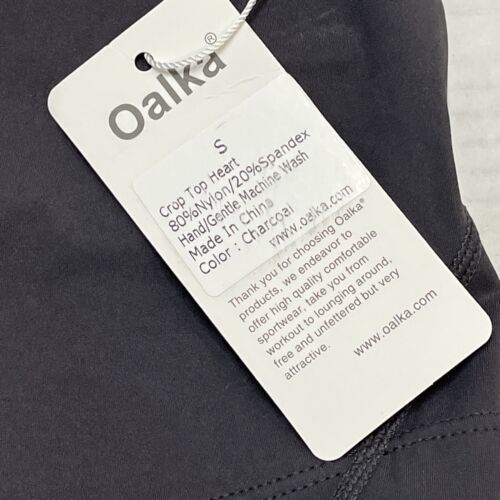 Oalka®
S
Crop Top Heart
80%Nylon/20%Spandex
Hand/Gentle Machine Wash
Made In China
Color : Charcoal
www.oalka.com
Thank you for choosing Oalka®
products, we endeavor to
offer high quality comfortable
sportwear, take you from
workout to lounging around,
free and unfettered but very
attractive.
www.oalka.com